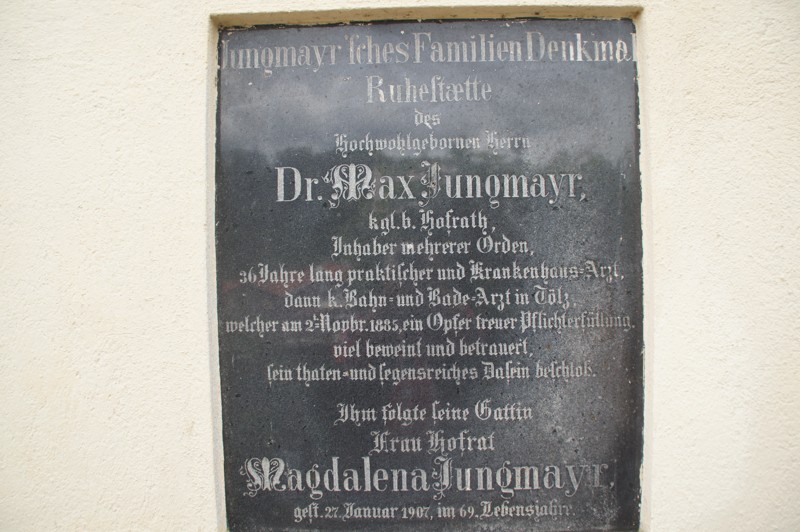 Jungmayr'sches Familien Denkmal
Ruhestætte
des
Hochwohlgebornen Herrn
Dr. Max Jungmayr,
kgl. b. Hofrath,
Inhaber mehrerer Orden,
36 Jahre lang praktischer und Krankenhaus-Arzt,
dann k. Bahn- und Bade-Arzt in Tölz,
welcher am 2t. Novbr. 1885, ein Opfer treuer Pflichterfüllung,
viel beweint und betrauert,
sein thaten- und segensreiches Dasein beschloß.
Ihm folgte seine Gattin
Frau Hofrat
Magdalena Jungmayr,
gest. 27. Januar 1907, im 69. Lebensjahre.